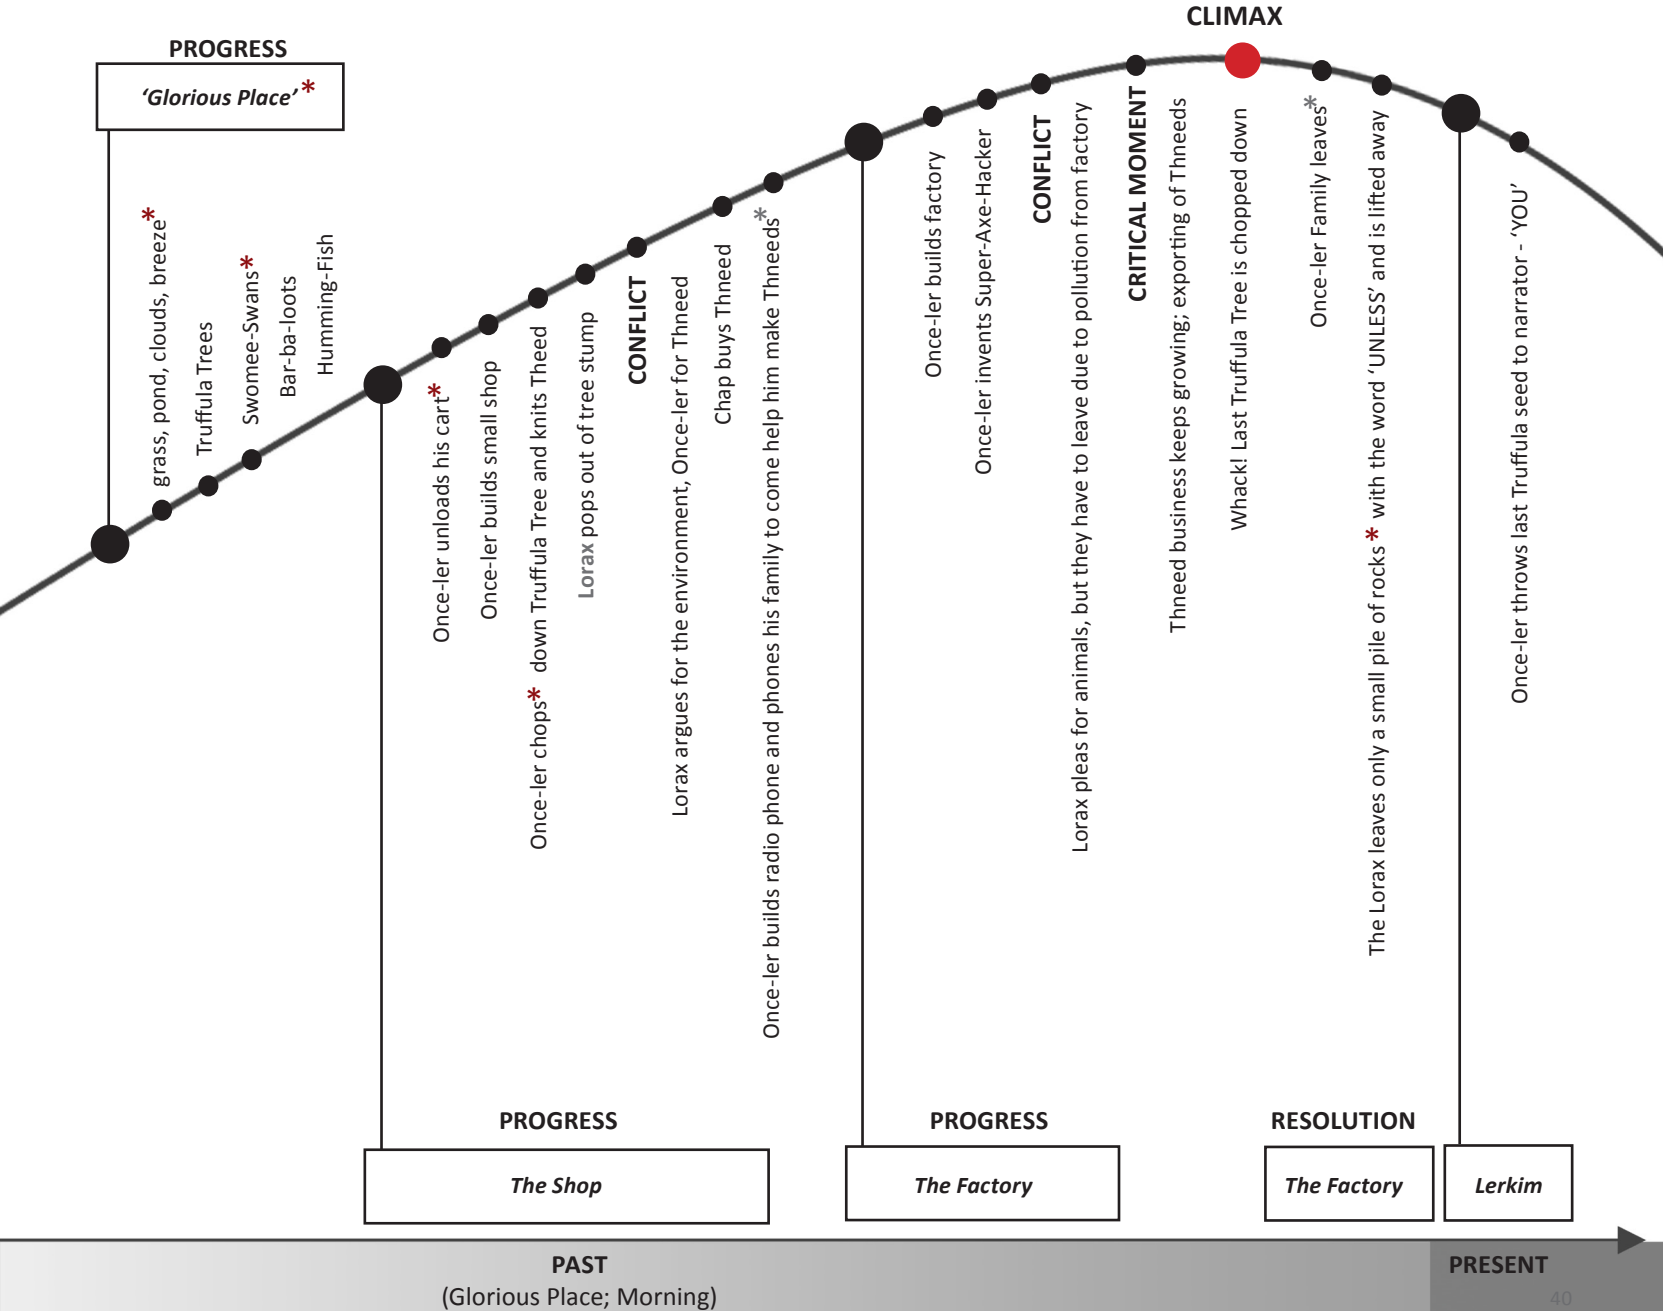 CLIMAX
PROGRESS
‘Glorious Place’*
grass, pond, clouds, breeze*
Truffula Trees
Swomee-Swans*
Bar-ba-loots
Humming-Fish
Once-ler unloads his cart*
Once-ler builds small shop
Once-ler chops* down Truffula Tree and knits Theed
Lorax pops out of tree stump
CONFLICT
Lorax argues for the environment, Once-ler for Thneed
Chap buys Thneed
Once-ler builds radio phone and phones his family to come help him make Thneeds*
Once-ler builds factory
Once-ler invents Super-Axe-Hacker
CONFLICT
Lorax pleas for animals, but they have to leave due to pollution from factory
CRITICAL MOMENT
Thneed business keeps growing; exporting of Thneeds
Whack! Last Truffula Tree is chopped down
Once-ler Family leaves*
The Lorax leaves only a small pile of rocks * with the word ‘UNLESS’ and is lifted away
Once-ler throws last Truffula seed to narrator - ‘YOU’
PROGRESS
The Shop
PROGRESS
The Factory
RESOLUTION
The Factory
Lerkim
PAST
(Glorious Place; Morning)
PRESENT
40